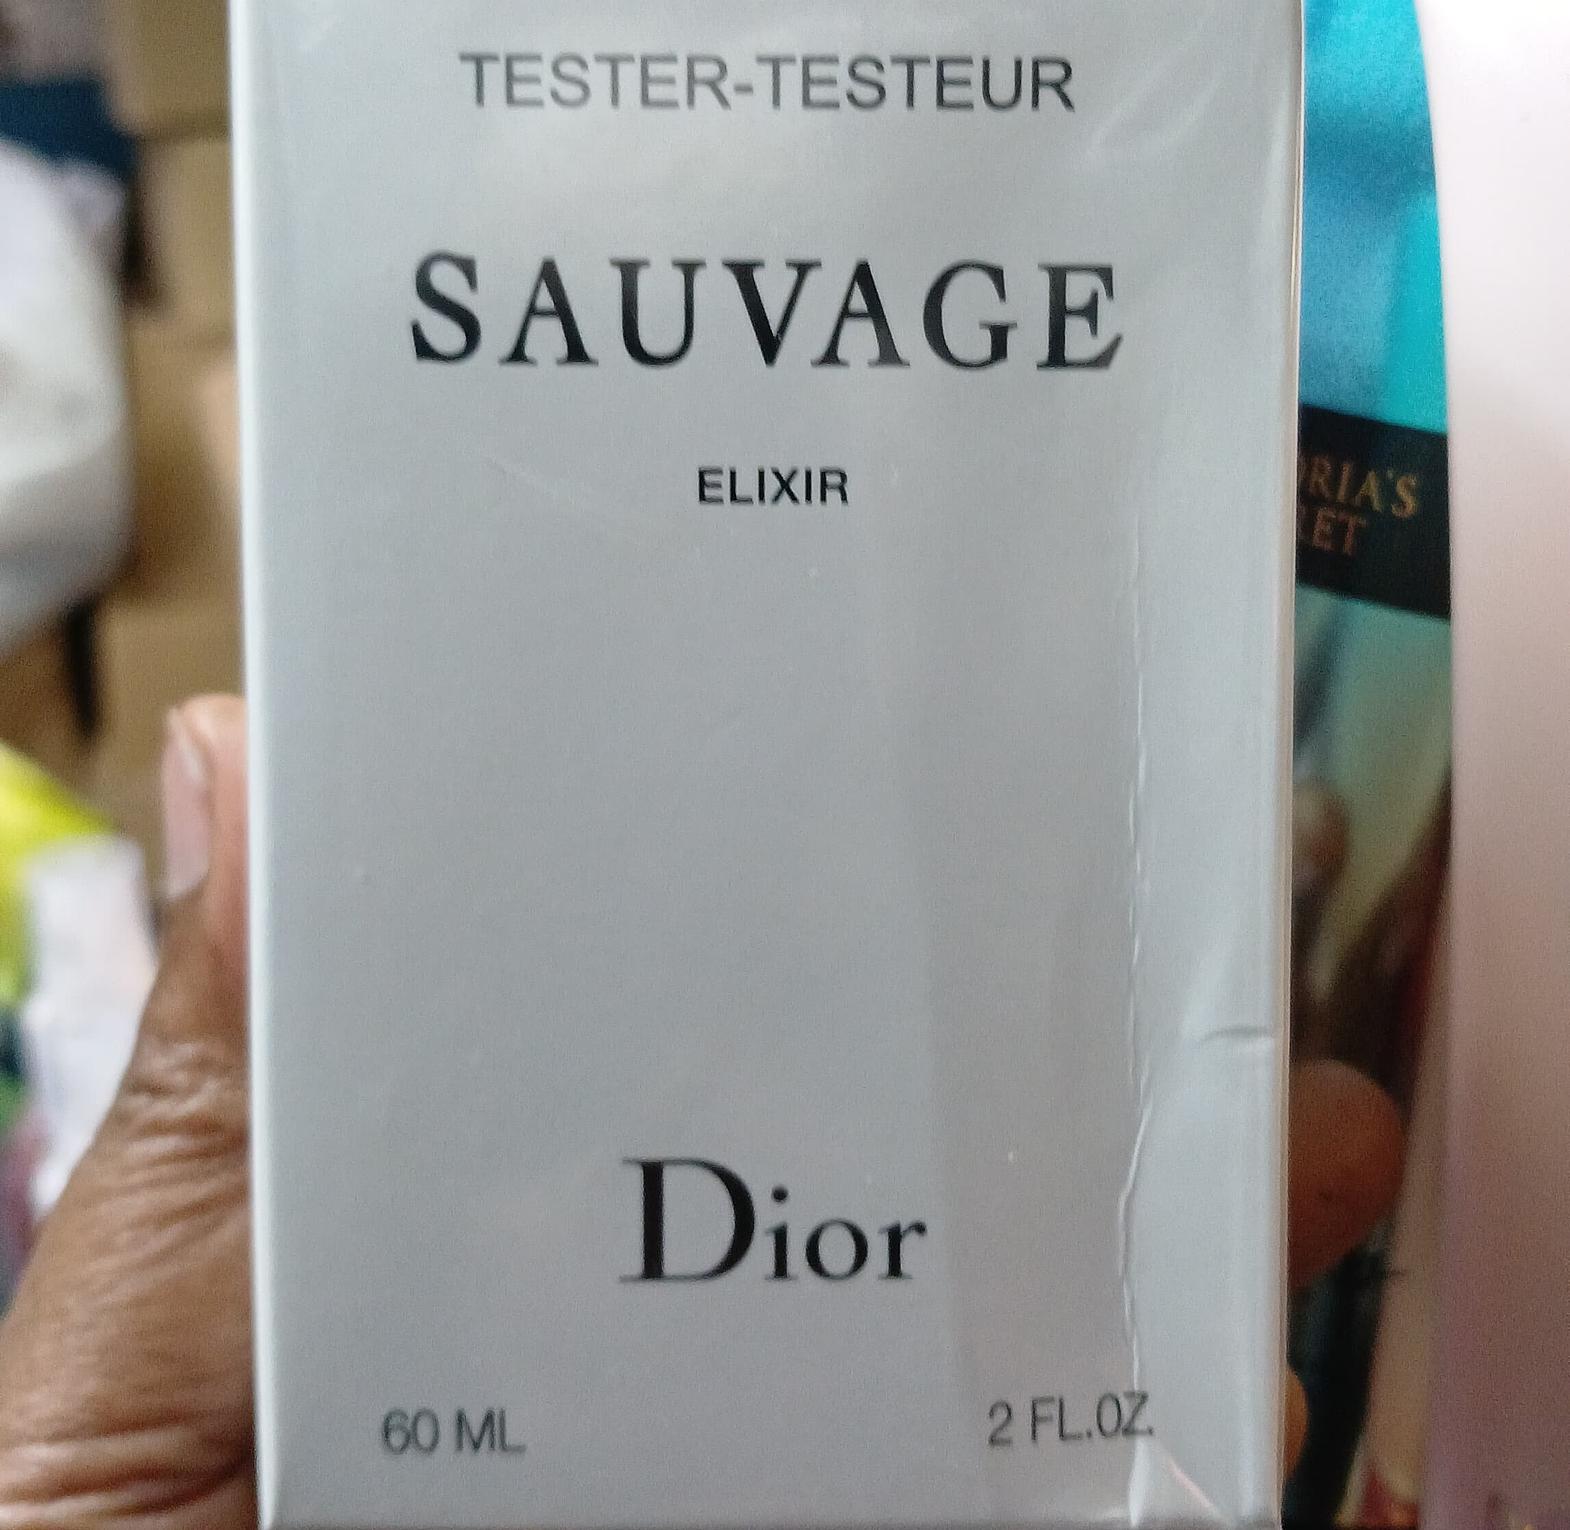 TESTER-TESTEUR
SAUVAGE
ELIXIR
Dior
60 ML
2 FL.OZ.